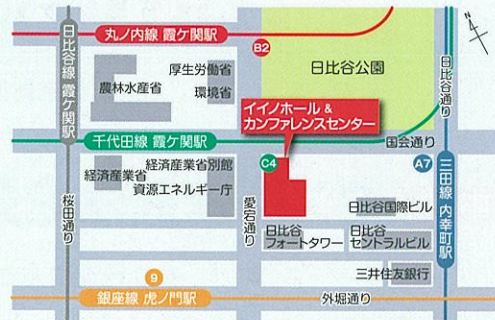 丸ノ内線 霞ケ関駅
B2
N
日比谷線 霞ケ関駅
日比谷公園
日比谷通り
厚生労働省
農林水産省
環境省
イイノホール &
カンファレンスセンター
千代田線 霞ケ関駅
国会通り
経済産業省別館
C4
A7
経済産業省
資源エネルギー庁
三田線 内幸町駅
桜田通り
愛宕通り
日比谷国際ビル
日比谷
フォートタワー
日比谷
セントラルビル
三井住友銀行
9
銀座線 虎ノ門駅
外堀通り